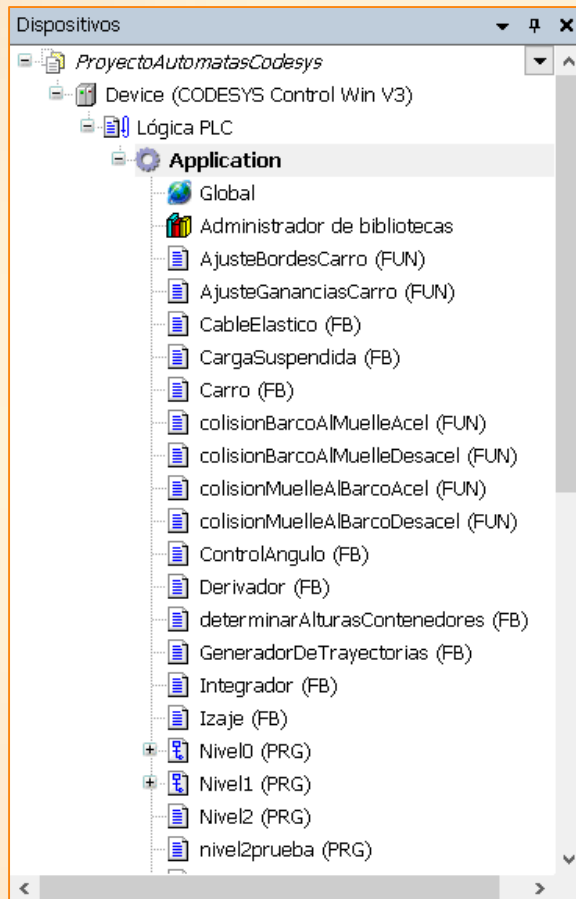 Dispositivos
ProyectoAutomatasCodesys
Device (CODESYS Control Win V3)
Lógica PLC
Application
Global
Administrador de bibliotecas
AjusteBordesCarro (FUN)
AjusteGananciasCarro (FUN)
CableElastico (FB)
CargaSuspendida (FB)
Carro (FB)
colisionBarcoAlMuelleAcel (FUN)
colisionBarcoAlMuelleDesacel (FUN)
colisionMuelleAlBarcoAcel (FUN)
colisionMuelleAlBarcoDesacel (FUN)
ControlAngulo (FB)
Derivador (FB)
determinarAlturasContenedores (FB)
GeneradorDeTrayectorias (FB)
Integrador (FB)
Izaje (FB)
Nivel0 (PRG)
Nivel1 (PRG)
Nivel2 (PRG)
nivel2prueba (PRG)